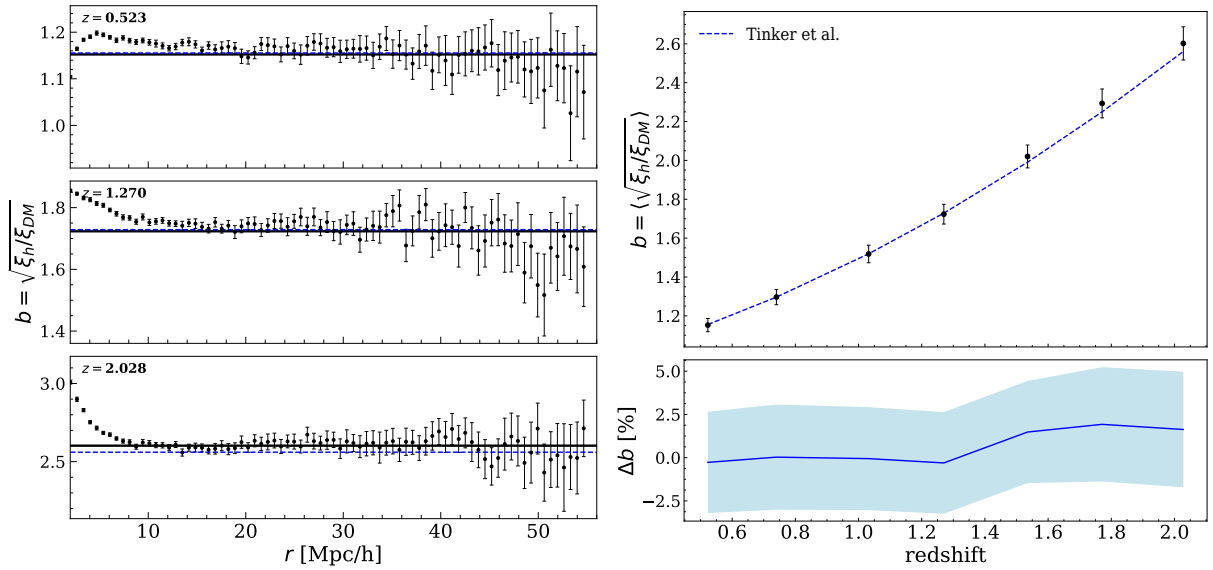 z = 0.523
1.2
1.1
1.0
z = 1.270
1.8
1.6
1.4
b = √ξh/ξDM
z = 2.028
3.0
2.5
10 20 30 40 50
r [Mpc/h]
Tinker et al.
2.6
2.4
2.2
2.0
1.8
1.6
1.4
1.2
b = ⟨√ξh/ξDM⟩
5.0
2.5
0.0
−2.5
Δb [%]
0.6 0.8 1.0 1.2 1.4 1.6 1.8 2.0
redshift